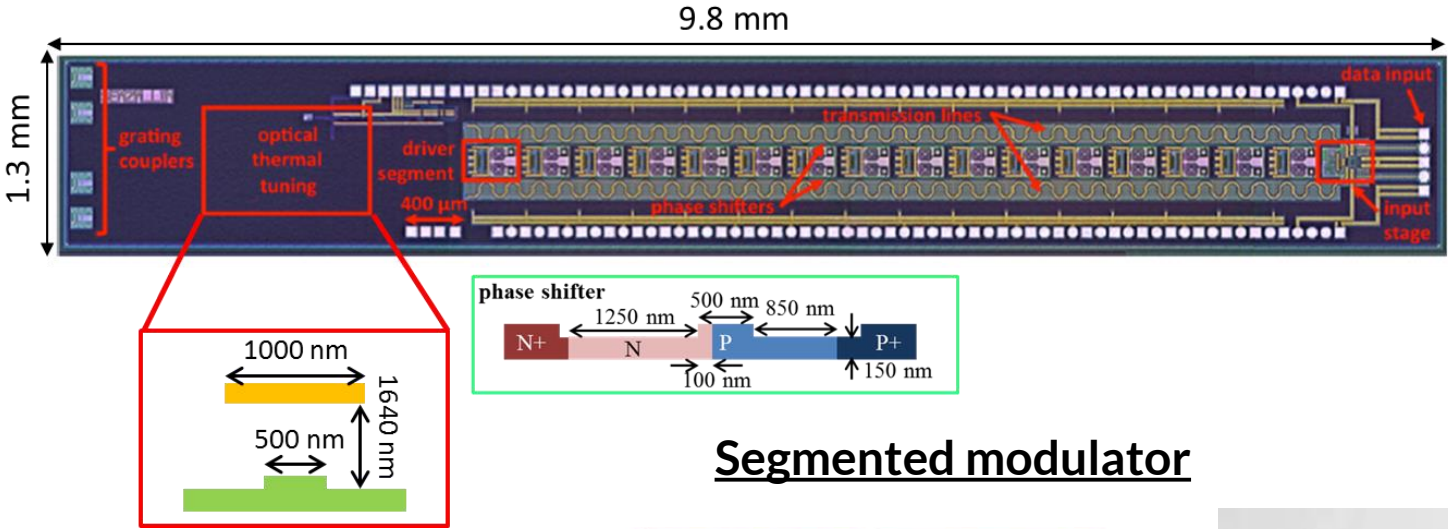 9.8 mm
1.3 mm
data input
grating
couplers
optical
thermal
tuning
transmission lines
driver
segment
400 µm
phase shifters
input
stage
phase shifter
500 nm
850 nm
1250 nm
N+
N
P
P+
100 nm
150 nm
1000 nm
1640 nm
500 nm
Segmented modulator